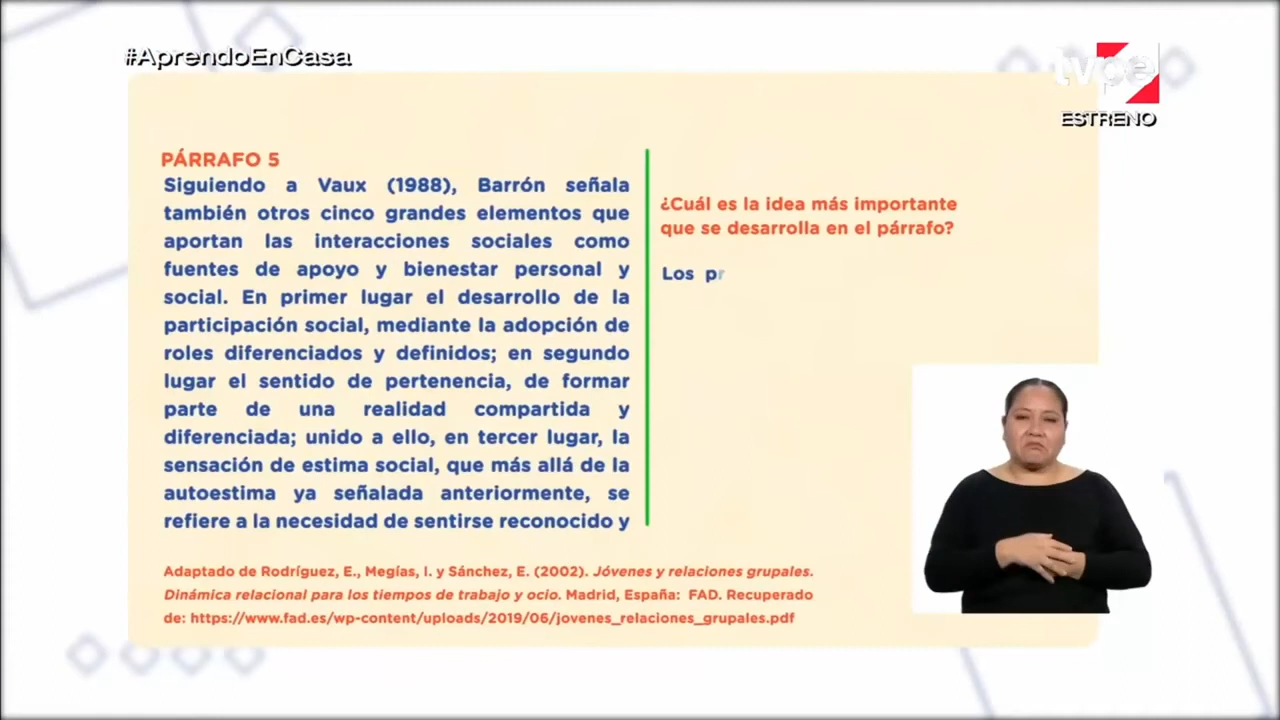 #AprendoEnCasa
tvpe
ESTRENO
PÁRRAFO 5
Siguiendo a Vaux (1988), Barrón señala
también otros cinco grandes elementos que
aportan las interacciones sociales como
fuentes de apoyo y bienestar personal y
social. En primer lugar el desarrollo de la
participación social, mediante la adopción de
roles diferenciados y definidos; en segundo
lugar el sentido de pertenencia, de formar
parte de una realidad compartida y
diferenciada; unido a ello, en tercer lugar, la
sensación de estima social, que más allá de la
autoestima ya señalada anteriormente, se
refiere a la necesidad de sentirse reconocido y
¿Cuál es la idea más importante
que se desarrolla en el párrafo?
Los pr
Adaptado de Rodríguez, E., Megías, I. y Sánchez, E. (2002). Jóvenes y relaciones grupales.
Dinámica relacional para los tiempos de trabajo y ocio. Madrid, España: FAD. Recuperado
de: https://www.fad.es/wp-content/uploads/2019/06/jovenes_relaciones_grupales.pdf